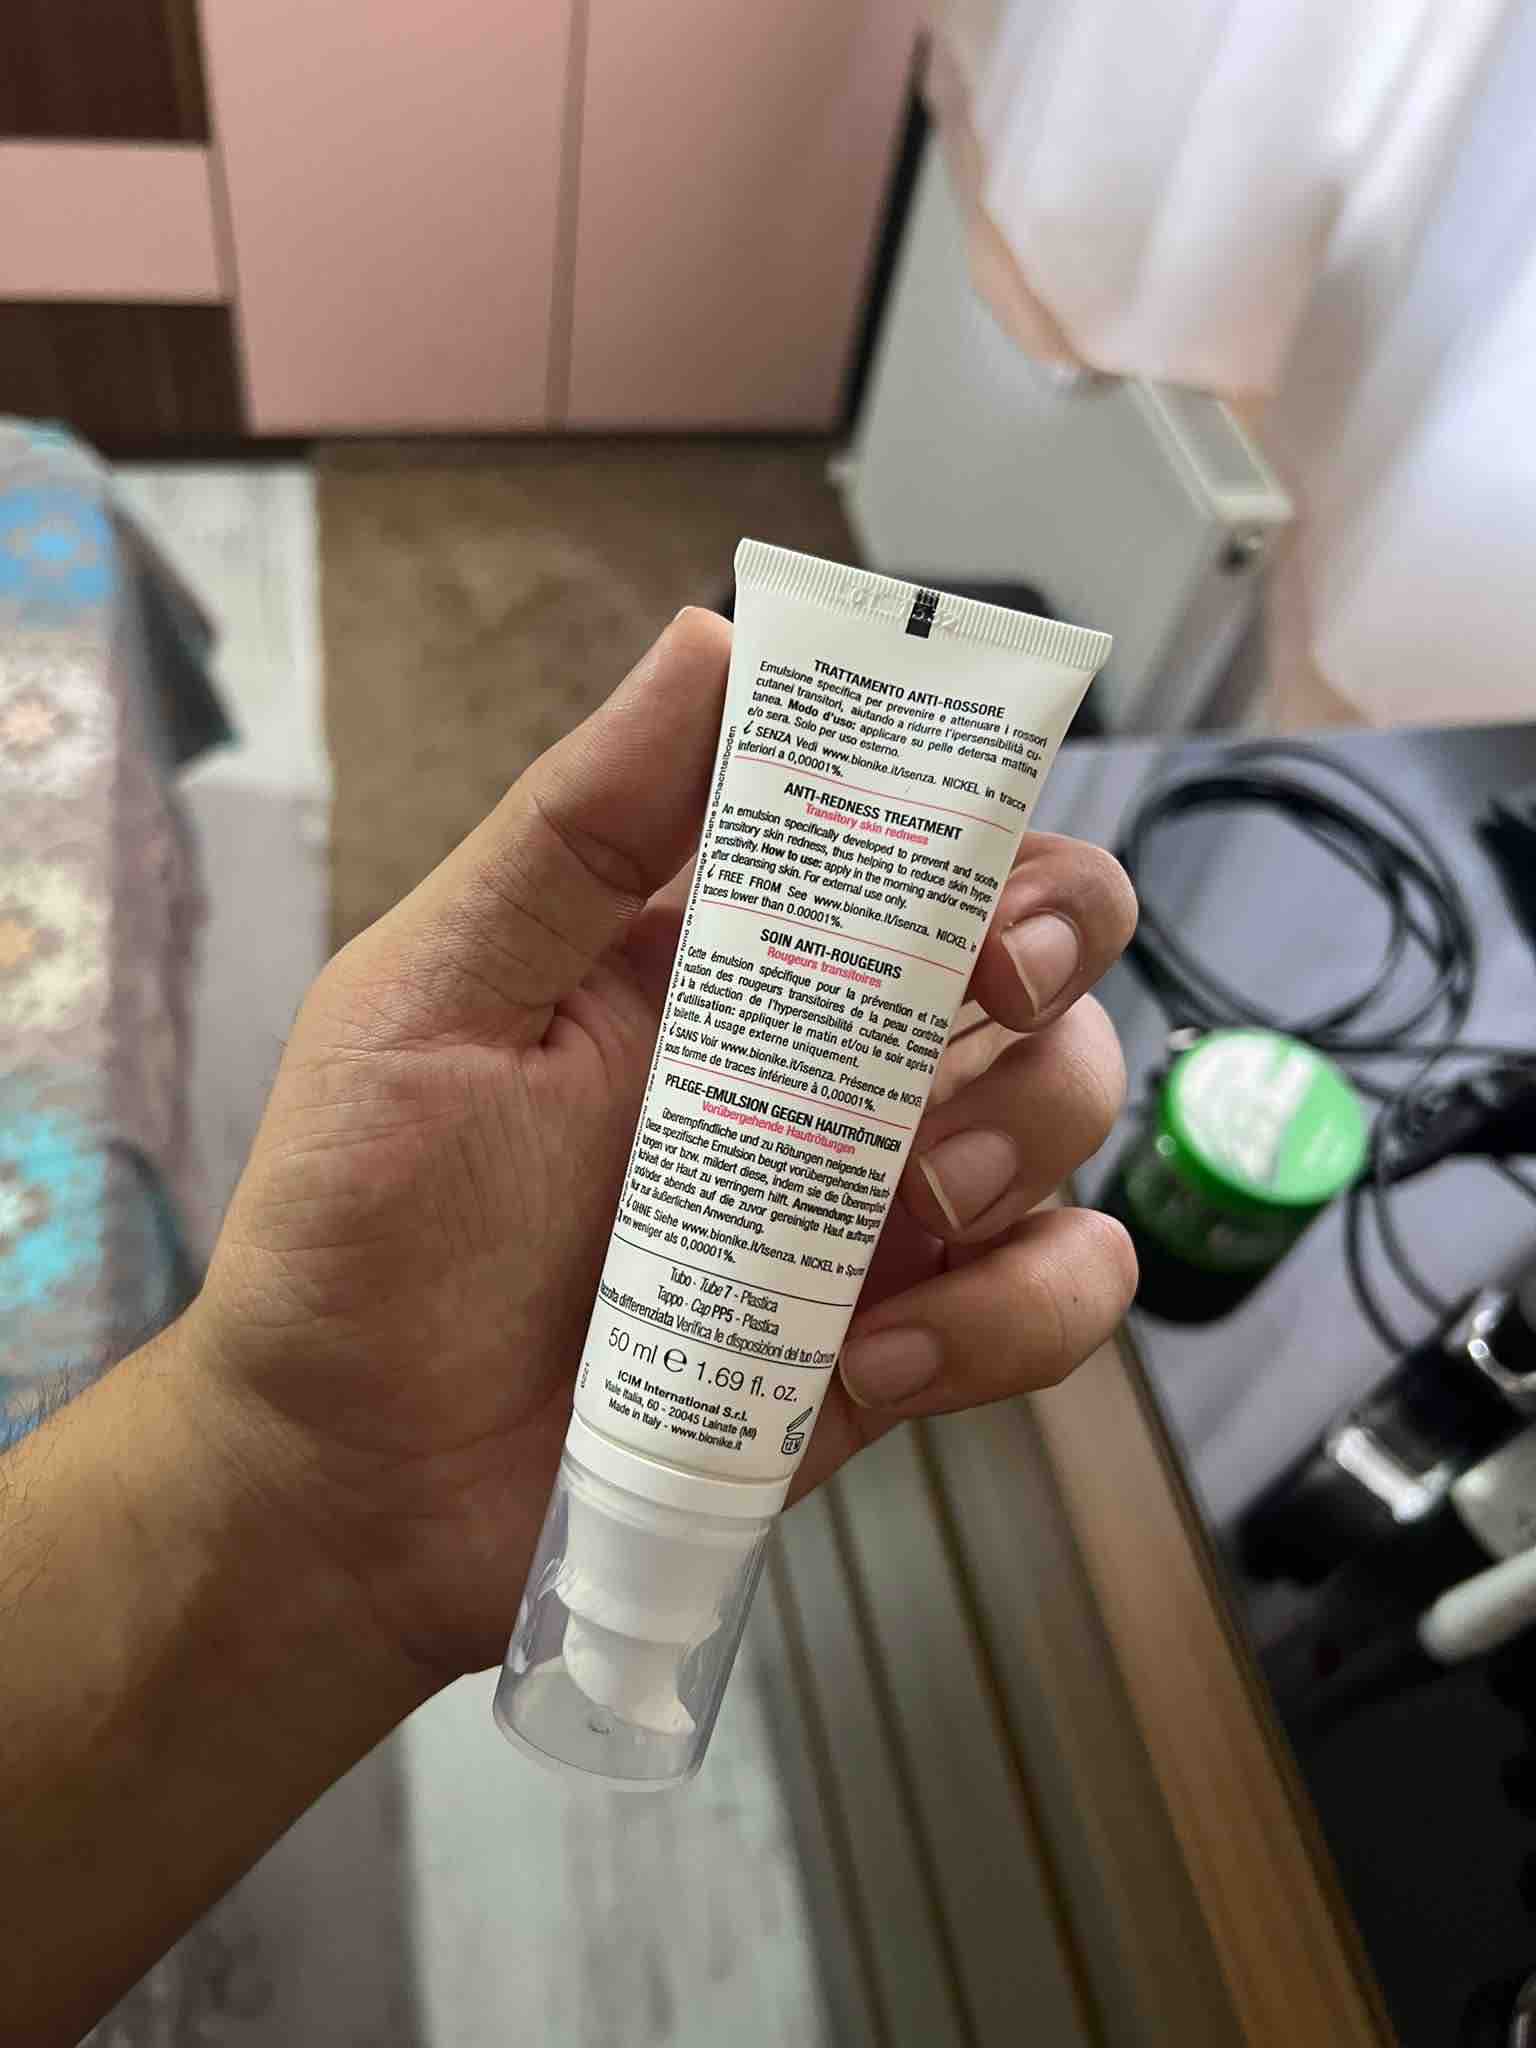 TRATTAMENTO ANTI-ROSSORE
Emulsione specifica per prevenire e attenuare i rossori
cutanei transitori, aiutando a ridurre l'ipersensibilità cu-
tanea. Modo d'uso: applicare su pelle detersa mattina
e/o sera. Solo per uso esterno.
SENZA Vedi www.bionike.it/isenza. NICKEL in tracce
inferiori a 0,00001%.
ANTI-REDNESS TREATMENT
Transitory skin redness
An emulsion specifically developed to prevent and soothe
transitory skin redness, thus helping to reduce skin hyper-
sensitivity. How to use: apply in the morning and/or evening
after cleansing skin. For external use only.
FREE FROM See www.bionike.it/isenza. NICKEL in
traces lower than 0.00001%.
SOIN ANTI-ROUGEURS
Rougeurs transitoires
Cette émulsion spécifique pour la prévention et l'atté-
nuation des rougeurs transitoires de la peau contribue
à la réduction de l'hypersensibilité cutanée. Conseils
d'utilisation: appliquer le matin et/ou le soir après la
toilette. À usage externe uniquement.
SANS Voir www.bionike.it/isenza. Présence de NICKEL
sous forme de traces inférieure à 0,00001%.
PFLEGE-EMULSION GEGEN HAUTRÖTUNGEN
Vorübergehende Hautrötungen
überempfindliche und zu Rötungen neigende Haut
Diese spezifische Emulsion beugt vorübergehenden Hautrö-
tungen vor bzw. mildert diese, indem sie die Überempfind-
lichkeit der Haut zu verringern hilft. Anwendung: Morgens
und/oder abends auf die zuvor gereinigte Haut auftragen.
Nur zur äußerlichen Anwendung.
OHNE Siehe www.bionike.it/isenza. NICKEL in Spuren
von weniger als 0,00001%.
Tubo - Tube 7 - Plastica
Tappo - Cap PP5 - Plastica
Raccolta differenziata Verifica le disposizioni del tuo Comune
50 ml e 1.69 fl. oz.
ICIM International S.r.l.
Viale Italia, 60 - 20045 Lainate (MI)
Made in Italy - www.bionike.it
12 M
Voir au fond de l'emballage • Siehe Schachtelboden